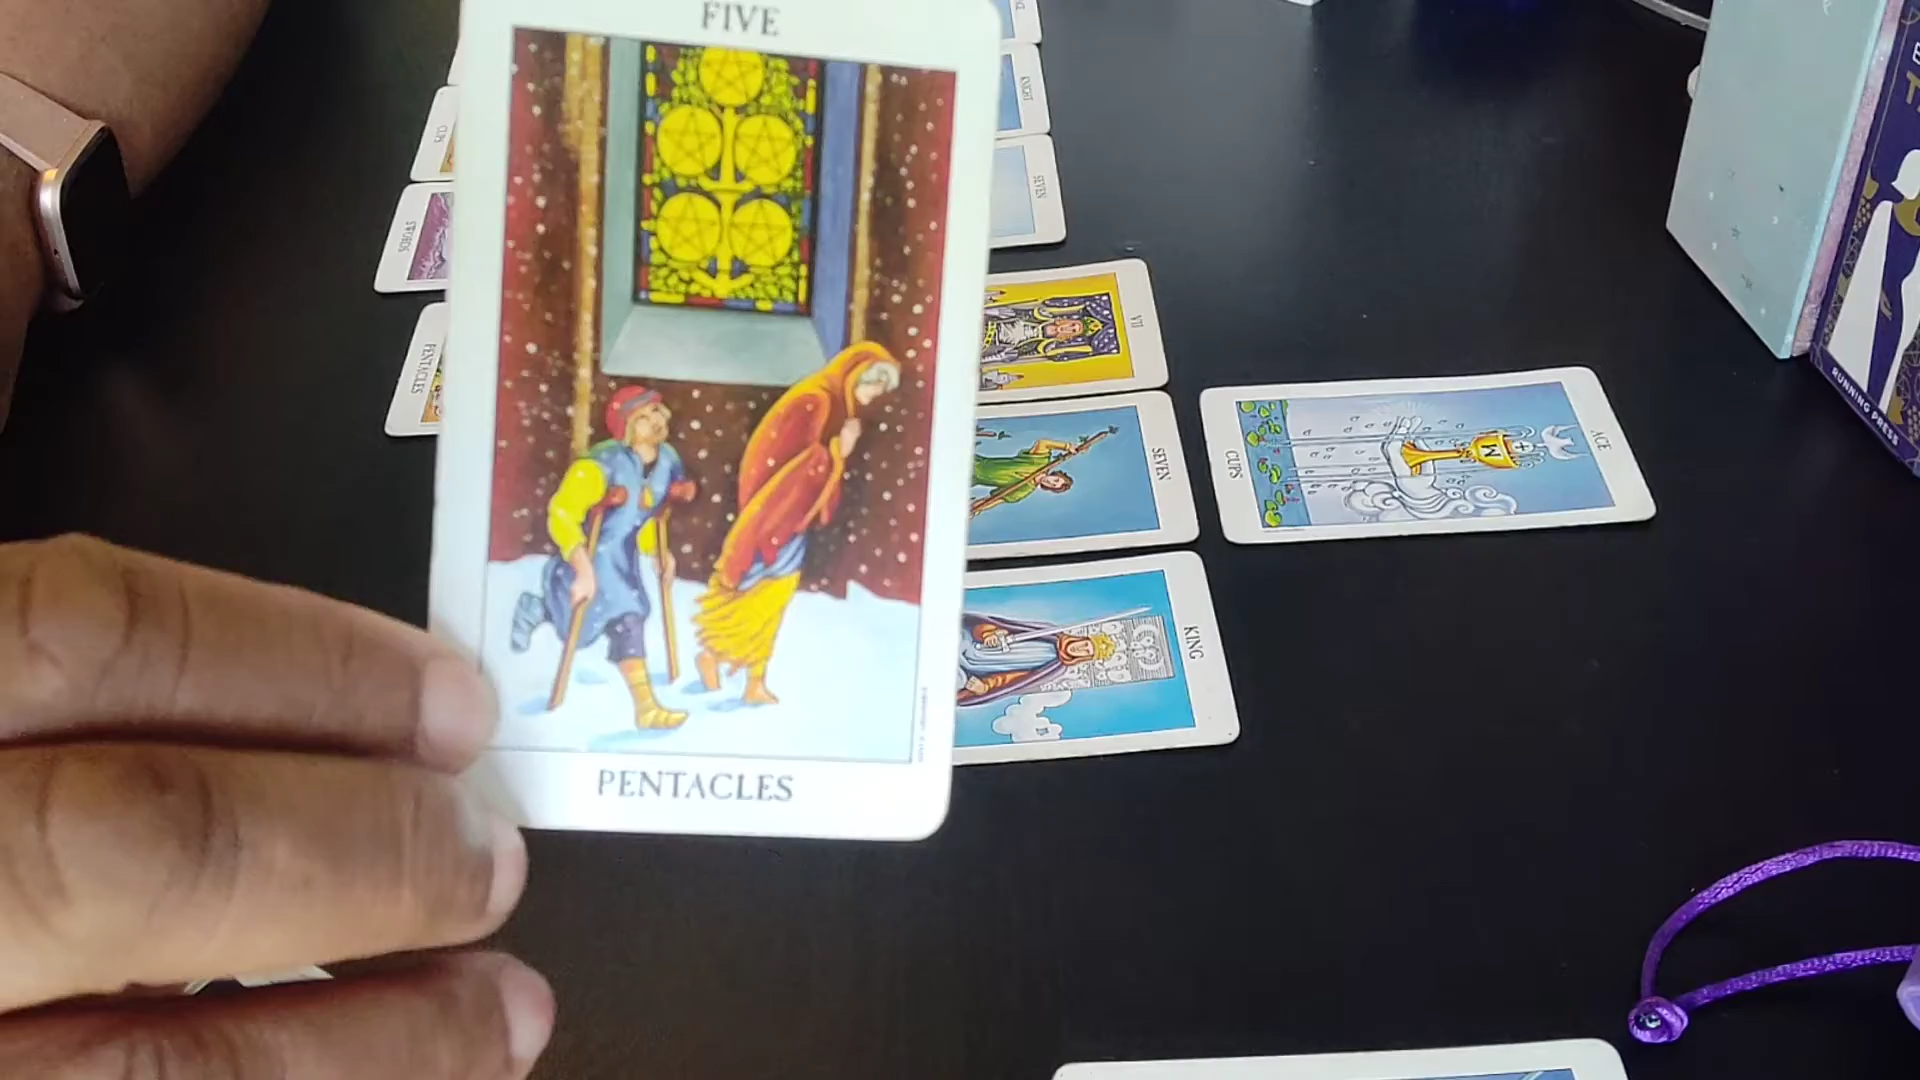 FIVE
PENTACLES
KNIGHT
SEVEN
CUPS
SWORDS
PENTACLES
VII
SEVEN
KING
CUPS
ACE
RUNNING PRESS